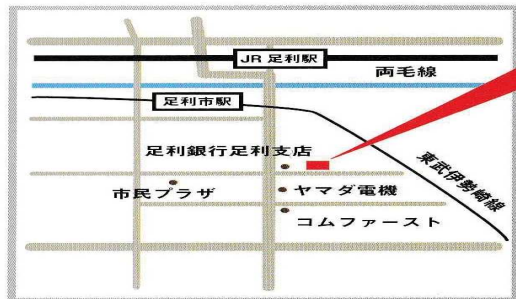 JR 足利駅
両毛線
足利市駅
足利銀行足利支店
東武伊勢崎線
市民プラザ
ヤマダ電機
コムファースト